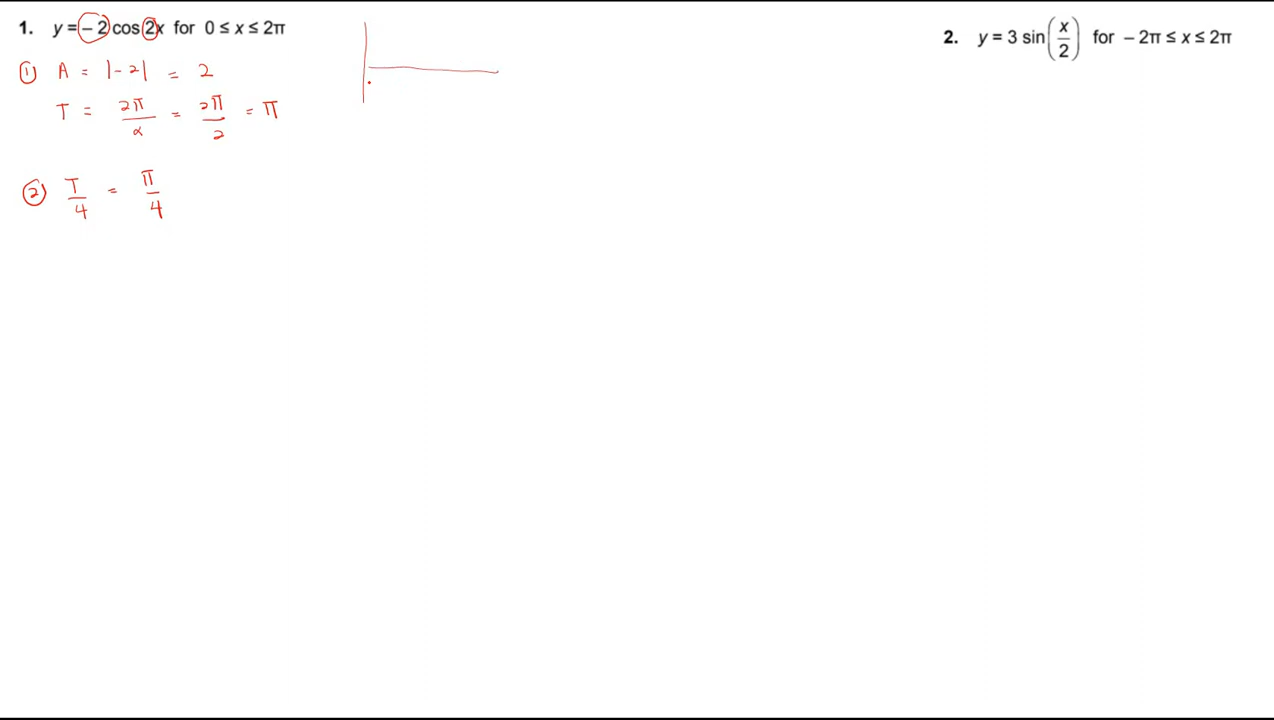 1. y = – 2 cos 2x for 0 ≤ x ≤ 2π
① A = |-2| = 2
T = 2π/α = 2π/2 = π
② T/4 = π/4
2. y = 3 sin(x/2) for – 2π ≤ x ≤ 2π